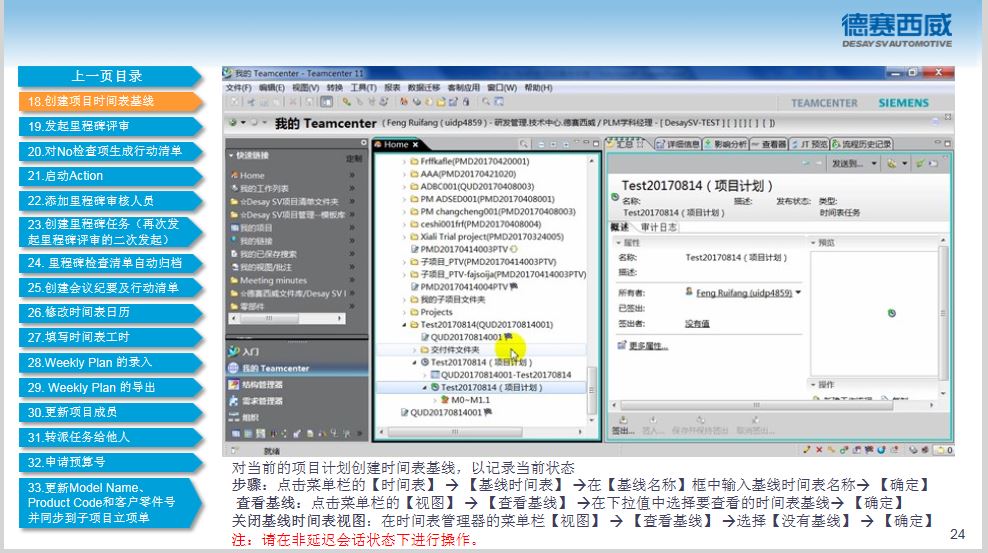 德赛西威
DESAY SV AUTOMOTIVE
上一页目录
18.创建项目时间表基线
19.发起里程碑评审
20.对No检查项生成行动清单
21.启动Action
22.添加里程碑审核人员
23.创建里程碑任务（再次发
起里程碑评审的二次发起）
24. 里程碑检查清单自动归档
25.创建会议纪要及行动清单
26.修改时间表日历
27.填写时间表工时
28.Weekly Plan 的录入
29. Weekly Plan 的导出
30.更新项目成员
31.转派任务给他人
32.申请预算号
33.更新Model Name、
Product Code和客户零件号
并同步到子项目立项单
我的 Teamcenter - Teamcenter 11
文件(F) 编辑(E) 视图(V) 转换 工具(T) 报表 数据迁移 客制应用 窗口(W) 帮助(H)
TEAMCENTER SIEMENS
我的 Teamcenter ( Feng Ruifang ( uidp4859 ) - 研发管理.技术中心.德赛西威 / PLM学科经理 - [ DesaySV-TEST ] [ ] [ ] [ ] [ ] )
快速链接 定制
Home
我的工作列表
☆Desay SV项目清单文件夹
☆Desay SV项目管理--模板库
我的项目
我的链接
我的已保存搜索
我的视图/批注
Meeting minutes
☆德赛西威文件库/Desay SV I
零部件
入门
我的 Teamcenter
结构管理器
需求管理器
组织
就绪
Home
Frffkafle(PMD20170420001)
AAA(PMD20170421020)
ADBC001(QUD20170408003)
PM ADSED001(PMD20170408001)
PM changcheng001(PMD20170408003)
ceshi001frf(PMD20170408004)
Xiali Trial project(PMD20170324005)
PMD20170414003PTV
子项目_PTV(PMD20170414003PTV)
子项目_PTV-fajsoija(PMD20170414003PTV)
PMD20170414004PTV
我的子项目文件夹
Projects
Test20170814(QUD20170814001)
QUD20170814001
交付件文件夹
Test20170814（项目计划）
QUD20170814001-Test20170814
Test20170814（项目计划）
M0~M1.1
QUD20170814001
汇总 详细信息 影响分析 查看器 JT 预览 流程历史记录
发送到...
Test20170814（项目计划）
名称: 描述: 发布状态: 类型:
Test20170814（项目计划） 时间表任务
概述 审计日志
属性
名称: Test20170814（项目计划）
描述:
所有者: Feng Ruifang (uidp4859)
已签出:
签出者: 没有值
更多属性...
预览
操作
签出... 签入... 保存并保持签出 取消签出...
对当前的项目计划创建时间表基线，以记录当前状态
步骤：点击菜单栏的【时间表】→【基线时间表】→在【基线名称】框中输入基线时间表名称→【确定】
查看基线：点击菜单栏的【视图】→【查看基线】→在下拉值中选择要查看的时间表基线→【确定】
关闭基线时间表视图：在时间表管理器的菜单栏【视图】→【查看基线】→选择【没有基线】→【确定】
注：请在非延迟会话状态下进行操作。
24